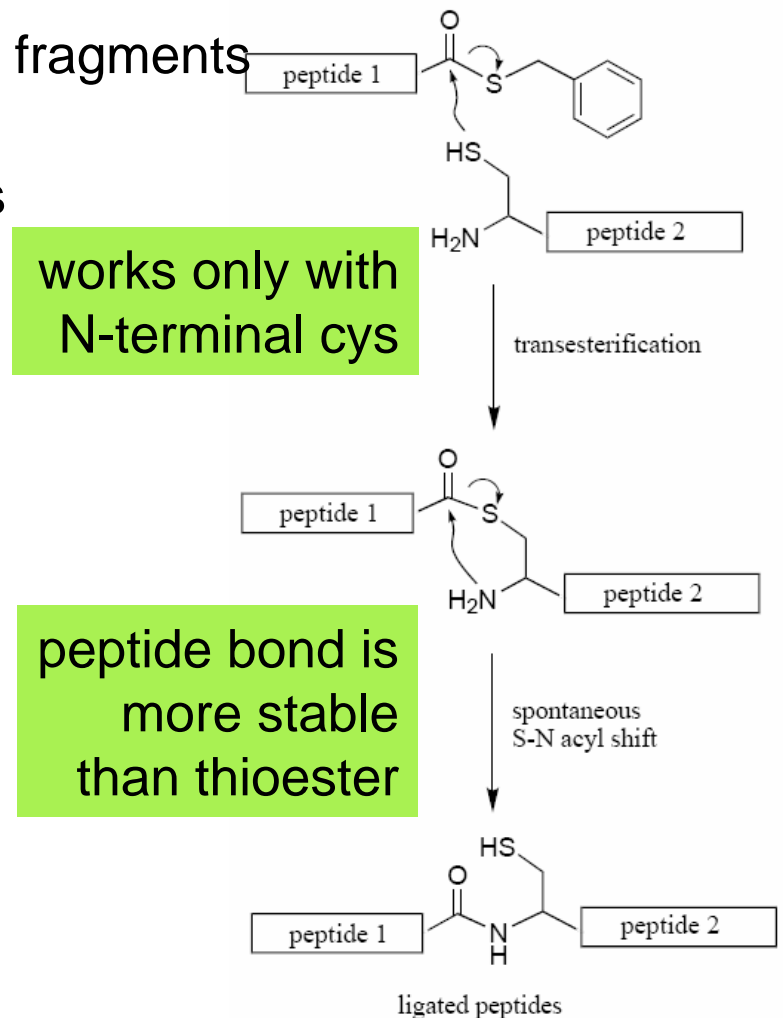 fragments
O
peptide 1
S
HS
s
H2N
peptide 2
works only with
N-terminal cys
transesterification
O
peptide 1
S
H2N
peptide 2
peptide bond is
more stable
than thioester
spontaneous
S-N acyl shift
HS
O
peptide 1
N
H
peptide 2
ligated peptides